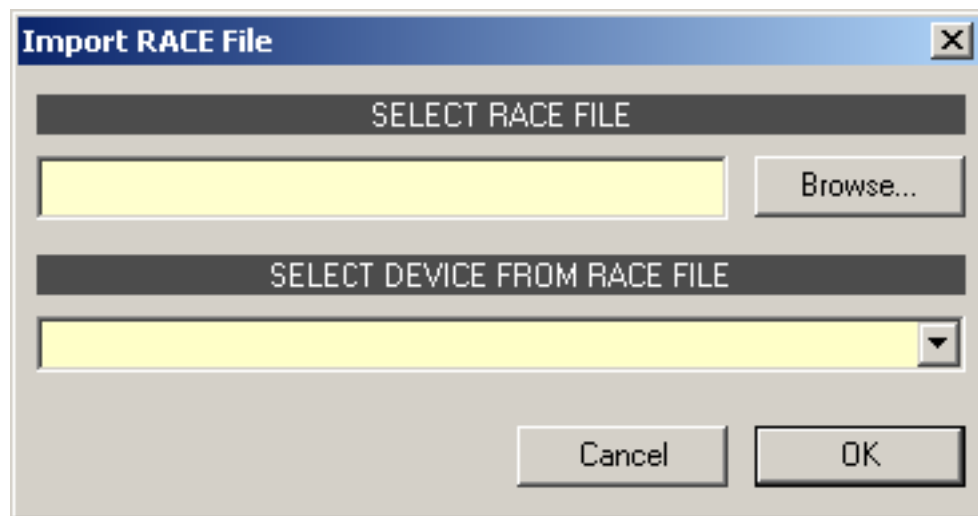 Import RACE File
SELECT RACE FILE
Browse...
SELECT DEVICE FROM RACE FILE
Cancel OK